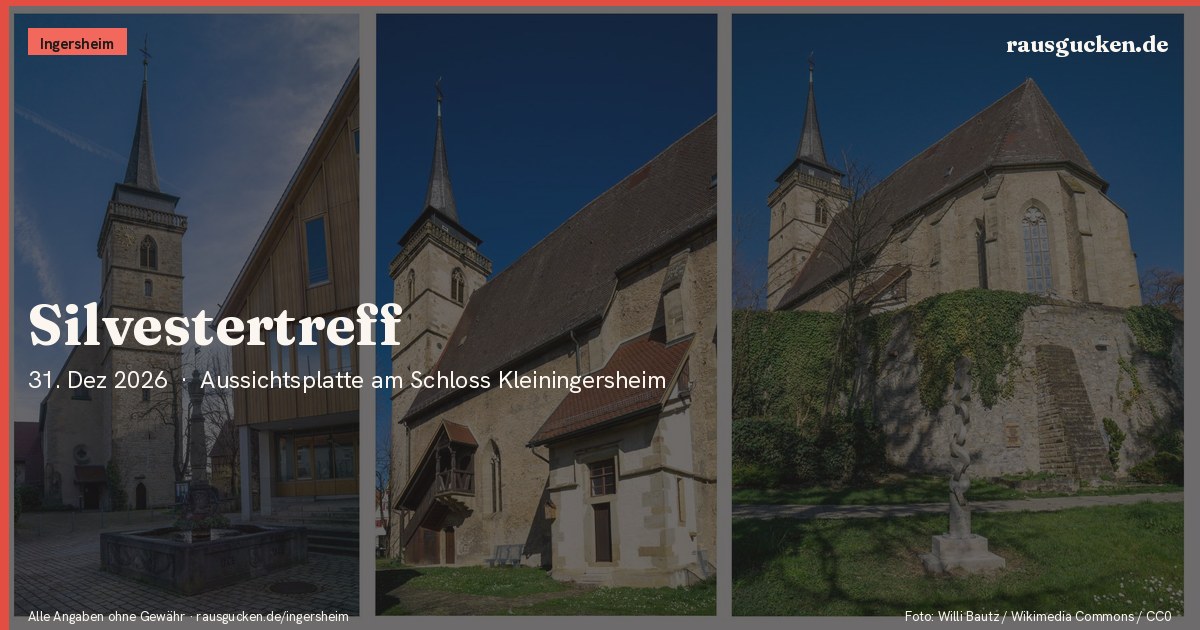 Ingersheim
rausgucken.de
Silvestertreff
31. Dez 2026 · Aussichtsplatte am Schloss Kleiningersheim
Alle Angaben ohne Gewähr · rausgucken.de/ingersheim
Foto: Willi Bautz / Wikimedia Commons / CC0